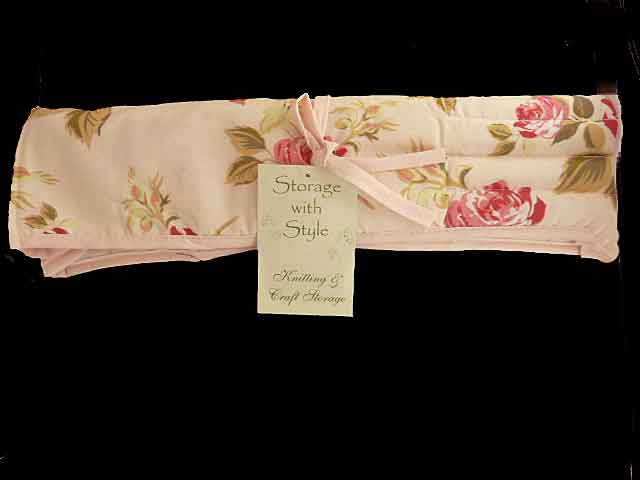 Storage
with
Style
Knitting &
Craft Storage